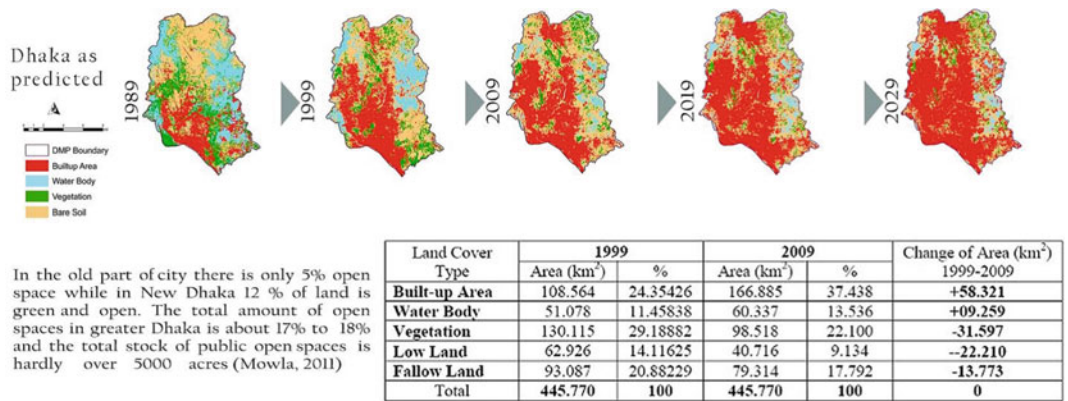 Dhaka as
predicted
1989
1999
2009
2019
2029
DMP Boundary
Builtup Area
Water Body
Vegetation
Bare Soil
In the old part of city there is only 5% open
space while in New Dhaka 12 % of land is
green and open. The total amount of open
spaces in greater Dhaka is about 17% to 18%
and the total stock of public open spaces is
hardly over 5000 acres (Mowla, 2011)
Land Cover Type 1999 2009 Change of Area (km²) 1999-2009
Area (km²) % Area (km²) %
Built-up Area 108.564 24.35426 166.885 37.438 +58.321
Water Body 51.078 11.45838 60.337 13.536 +09.259
Vegetation 130.115 29.18882 98.518 22.100 -31.597
Low Land 62.926 14.11625 40.716 9.134 --22.210
Fallow Land 93.087 20.88229 79.314 17.792 -13.773
Total 445.770 100 445.770 100 0